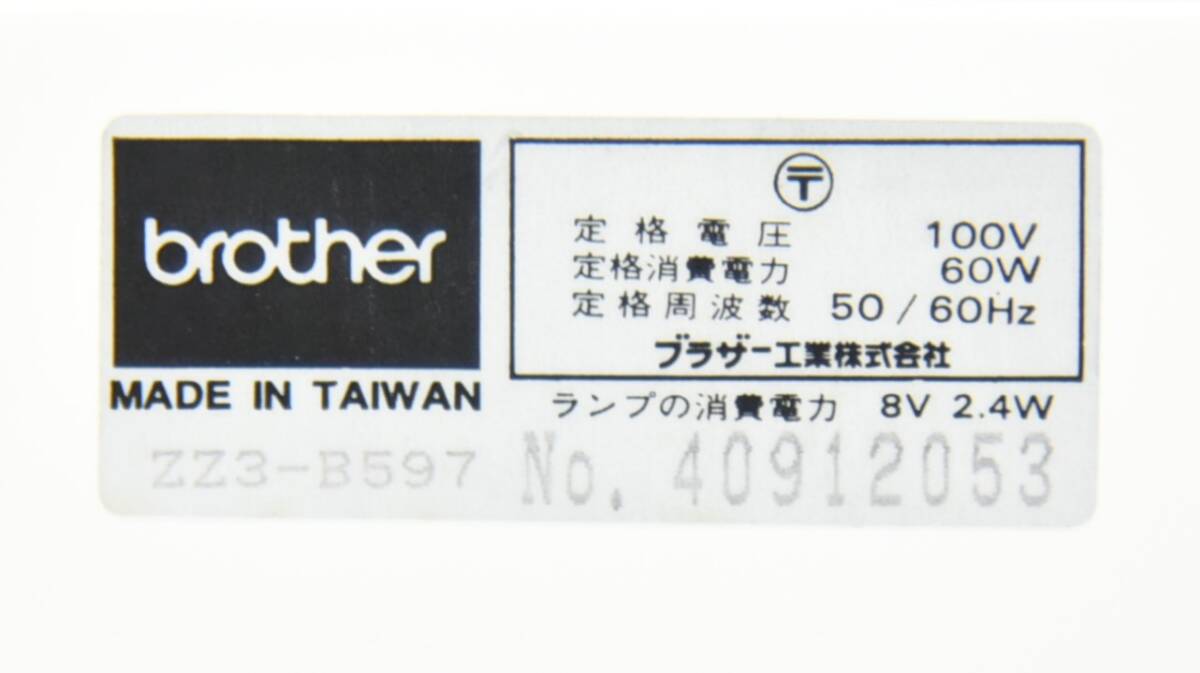 brother
MADE IN TAIWAN
ZZ3-B597
〒
定格電圧 100V
定格消費電力 60W
定格周波数 50/60Hz
ブラザー工業株式会社
ランプの消費電力 8V 2.4W
No. 40912053